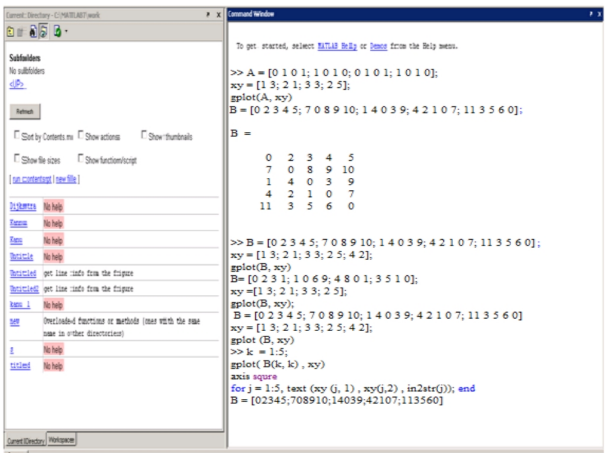 Current Directory - C:\MATLAB7\work
Subfolders
No subfolders
<UP>
Refresh
Sort by Contents.m Show actions Show thumbnails
Show file sizes Show function/script
[ run contentsrpt | new file ]
Dijkestra No help
No help
Kanu No help
Untitle No help
Untitled get line info from the frigure
Untitled2 get line info from the frigure
kanu_1 No help
new Overloaded functions or methods (ones with the same
name in other directories)
No help
titled No help
Current Directory Workspace
Command Window
To get started, select MATLAB Help or Demos from the Help menu.
>> A = [0 1 0 1; 1 0 1 0; 0 1 0 1; 1 0 1 0];
xy = [1 3; 2 1; 3 3; 2 5];
gplot(A, xy)
B = [0 2 3 4 5; 7 0 8 9 10; 1 4 0 3 9; 4 2 1 0 7; 11 3 5 6 0];
B =
0 2 3 4 5
7 0 8 9 10
1 4 0 3 9
4 2 1 0 7
11 3 5 6 0
>> B = [0 2 3 4 5; 7 0 8 9 10; 1 4 0 3 9; 4 2 1 0 7; 11 3 5 6 0];
xy = [1 3; 2 1; 3 3; 2 5; 4 2];
gplot(B, xy)
B= [0 2 3 1; 1 0 6 9; 4 8 0 1; 3 5 1 0];
xy =[1 3; 2 1; 3 3; 2 5];
gplot(B, xy);
B = [0 2 3 4 5; 7 0 8 9 10; 1 4 0 3 9; 4 2 1 0 7; 11 3 5 6 0]
xy = [1 3; 2 1; 3 3; 2 5; 4 2];
gplot (B, xy)
>> k = 1:5;
gplot( B(k, k) , xy)
axis squre
for j = 1:5, text (xy (j, 1) , xy(j,2) , in2str(j)); end
B = [02345;708910;14039;42107;113560]